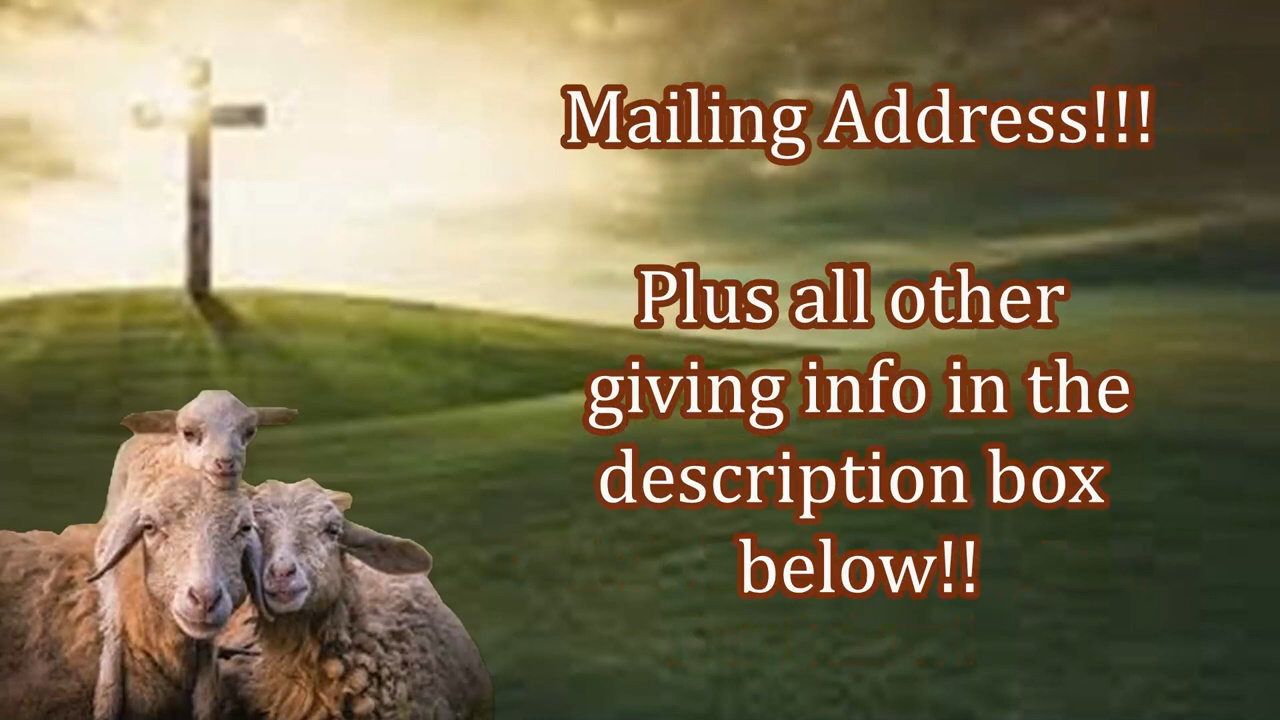 Mailing Address!!!
Plus all other
giving info in the
description box
below!!